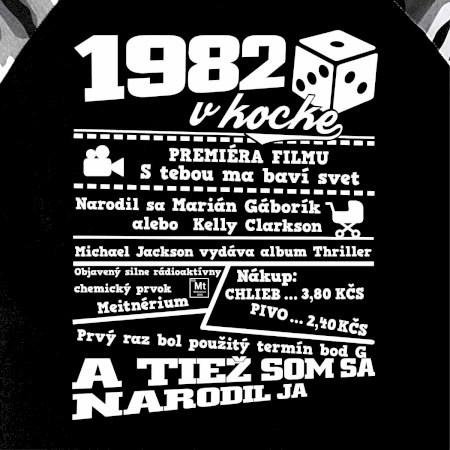 1982
v kocke
PREMIÉRA FILMU
S tebou ma baví svet
Narodil sa Marián Gáborík
alebo Kelly Clarkson
Michael Jackson vydáva album Thriller
Objavený silne rádioaktívny
chemický prvok
Mt
Meitnérium
Nákup:
CHLIEB ... 3,80 KČS
PIVO ... 2,40 KČS
Prvý raz bol použitý termín bod G
A TIEŽ SOM SA
NARODIL JA